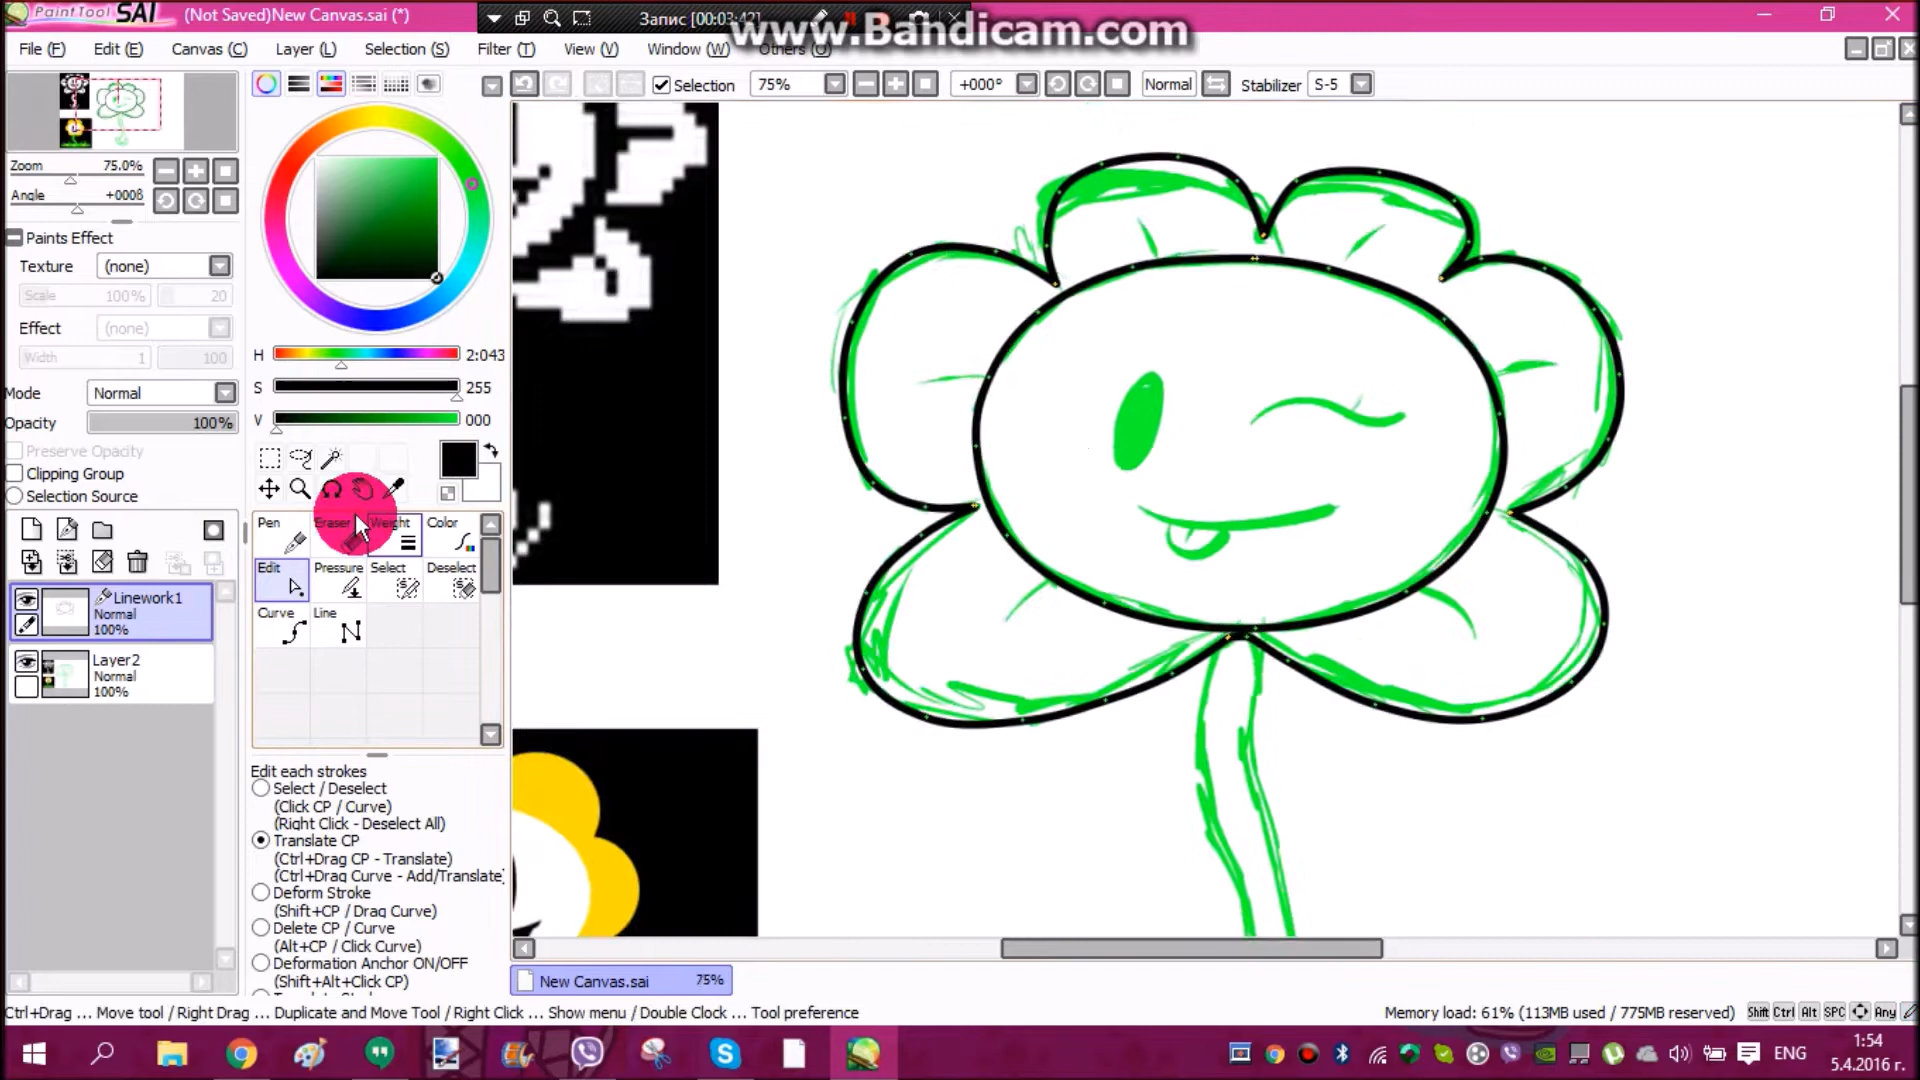 PaintTool SAI (Not Saved)New Canvas.sai (*)
Запис [00:03:42]
www.Bandicam.com
File (F) Edit (E) Canvas (C) Layer (L) Selection (S) Filter (T) View (V) Window (W) Others (O)
Selection 75% +000° Normal Stabilizer S-5
Zoom 75.0%
Angle +000ß
Paints Effect
Texture (none)
Scale 100% 20
Effect (none)
Width 1 100
Mode Normal
Opacity 100%
Preserve Opacity
Clipping Group
Selection Source
H 2:043
S 255
V 000
Pen Eraser Weight Color
Edit Pressure Select Deselect
Curve Line
Linework1
Normal
100%
Layer2
Normal
100%
Edit each strokes
Select / Deselect
(Click CP / Curve)
(Right Click - Deselect All)
Translate CP
(Ctrl+Drag CP - Translate)
(Ctrl+Drag Curve - Add/Translate)
Deform Stroke
(Shift+CP / Drag Curve)
Delete CP / Curve
(Alt+CP / Click Curve)
Deformation Anchor ON/OFF
(Shift+Alt+Click CP)
New Canvas.sai 75%
Ctrl+Drag ... Move tool / Right Drag ... Duplicate and Move Tool / Right Click ... Show menu / Double Clock ... Tool preference
Memory load: 61% (113MB used / 775MB reserved) Shift Ctrl Alt SPC Any
ENG
1:54
5.4.2016 г.